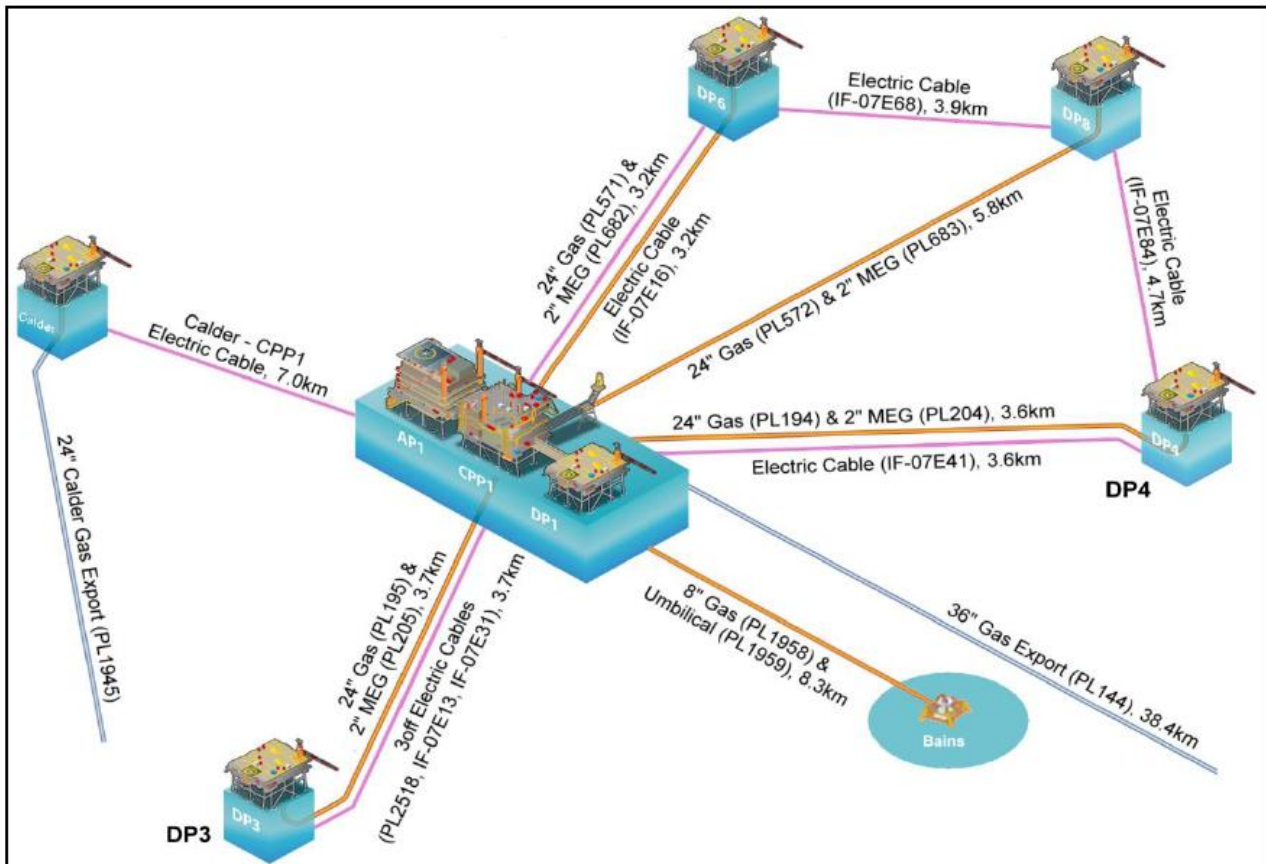 DP6
Electric Cable
(IF-07E68), 3.9km
DP8
24" Gas (PL571) &
2" MEG (PL682), 3.2km
Electric Cable
(IF-07E16), 3.2km
24" Gas (PL572) & 2" MEG (PL683), 5.8km
Electric Cable
(IF-07E84), 4.7km
Calder
Calder - CPP1
Electric Cable, 7.0km
24" Calder Gas Export (PL1945)
AP1
CPP1
DP1
24" Gas (PL194) & 2" MEG (PL204), 3.6km
Electric Cable (IF-07E41), 3.6km
DP4
DP4
24" Gas (PL195) &
2" MEG (PL205), 3.7km
3off Electric Cables
(PL2518, IF-07E13, IF-07E31), 3.7km
8" Gas (PL1958) &
Umbilical (PL1959), 8.3km
36" Gas Export (PL144), 38.4km
Bains
DP3
DP3